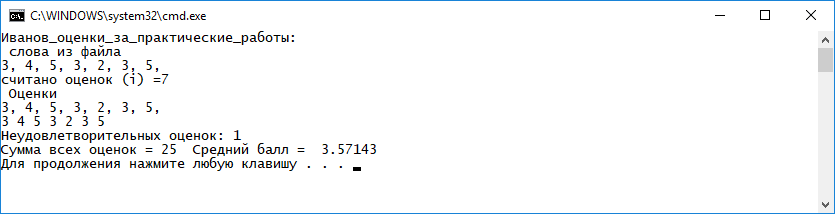 C:\WINDOWS\system32\cmd.exe
Иванов_оценки_за_практические_работы:
слова из файла
3, 4, 5, 3, 2, 3, 5,
считано оценок (i) =7
Оценки
3, 4, 5, 3, 2, 3, 5,
3 4 5 3 2 3 5
Неудовлетворительных оценок: 1
Сумма всех оценок = 25  Средний балл =  3.57143
Для продолжения нажмите любую клавишу . . .